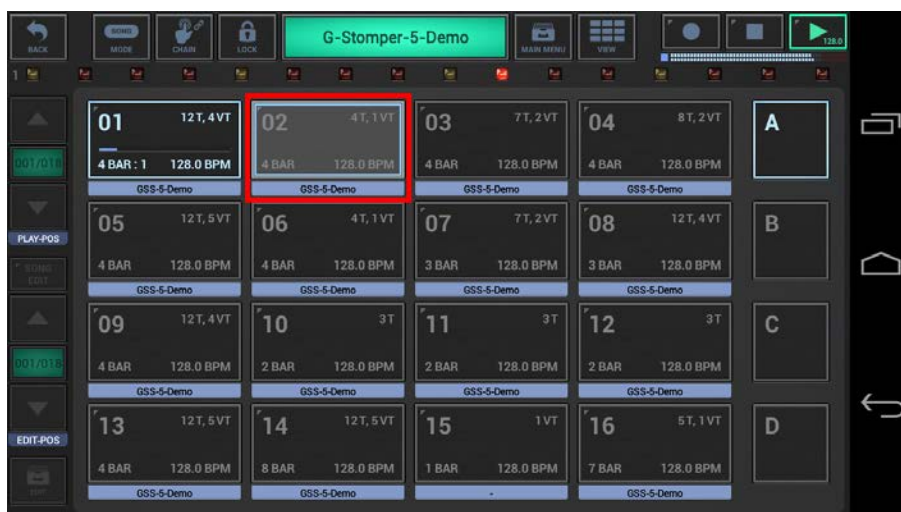 BACK
SONG
MODE
CHAIN
LOCK
G-Stomper-5-Demo
MAIN MENU
VIEW
128.0
1
01 12T, 4VT
4 BAR : 1 128.0 BPM
GSS-5-Demo
02 4T, 1VT
4 BAR 128.0 BPM
GSS-5-Demo
03 7T, 2VT
4 BAR 128.0 BPM
GSS-5-Demo
04 8T, 2VT
4 BAR 128.0 BPM
GSS-5-Demo
A
001/018
PLAY-POS
05 12T, 5VT
4 BAR 128.0 BPM
GSS-5-Demo
06 4T, 1VT
4 BAR 128.0 BPM
GSS-5-Demo
07 7T, 2VT
3 BAR 128.0 BPM
GSS-5-Demo
08 12T, 4VT
3 BAR 128.0 BPM
GSS-5-Demo
B
SONG
EDIT
09 12T, 4VT
4 BAR 128.0 BPM
GSS-5-Demo
10 3T
2 BAR 128.0 BPM
GSS-5-Demo
11 3T
2 BAR 128.0 BPM
GSS-5-Demo
12 3T
2 BAR 128.0 BPM
GSS-5-Demo
C
001/018
EDIT-POS
13 12T, 5VT
4 BAR 128.0 BPM
GSS-5-Demo
14 12T, 5VT
8 BAR 128.0 BPM
GSS-5-Demo
15 1VT
1 BAR 128.0 BPM
-
16 5T, 1VT
7 BAR 128.0 BPM
GSS-5-Demo
D